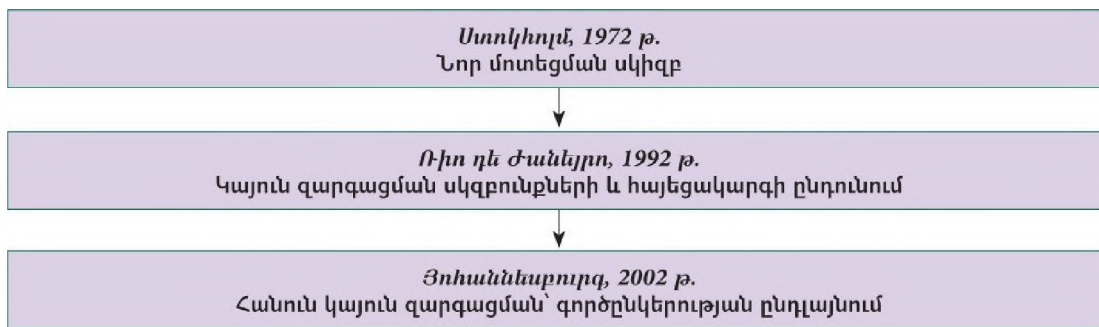 Ստոկհոլմ, 1972 թ.
Նոր մոտեցման սկիզբ
Ռիո դե Ժանեյրո, 1992 թ.
Կայուն զարգացման սկզբունքների և հայեցակարգի ընդունում
Յոհաննեսբուրգ, 2002 թ.
Հանուն կայուն զարգացման՝ գործընկերության ընդլայնում